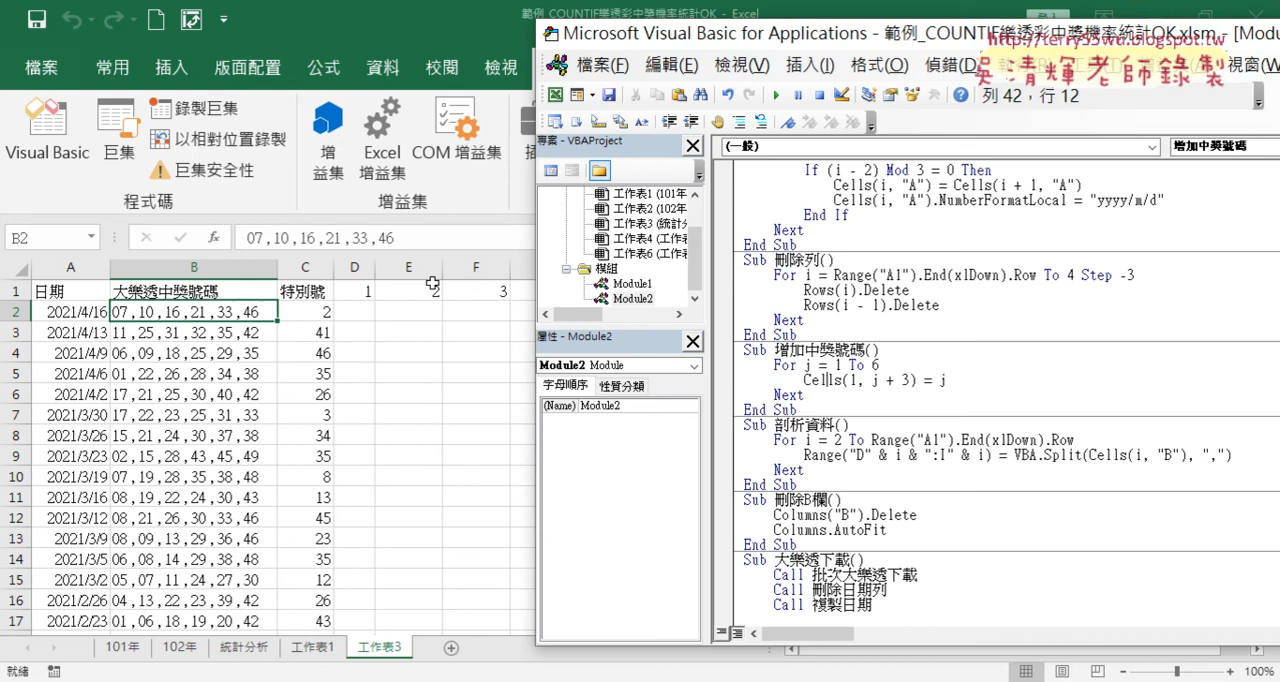 範例_COUNTIF樂透彩中獎機率統計OK - Excel
檔案 常用 插入 版面配置 公式 資料 校閱 檢視
Visual Basic
巨集
錄製巨集
以相對位置錄製
巨集安全性
程式碼
增益集
Excel 增益集
COM 增益集
增益集
B2
07,10,16,21,33,46
A B C D E F
1 日期 大樂透中獎號碼 特別號 1 2 3
2 2021/4/16 07,10,16,21,33,46 2
3 2021/4/13 11,25,31,32,35,42 41
4 2021/4/9 06,09,18,25,29,35 46
5 2021/4/6 01,22,26,28,34,38 35
6 2021/4/2 17,21,25,30,40,42 26
7 2021/3/30 17,22,23,25,31,33 3
8 2021/3/26 15,21,24,30,37,38 34
9 2021/3/23 02,15,28,43,45,49 35
10 2021/3/19 07,19,28,35,38,48 8
11 2021/3/16 08,19,22,24,30,43 13
12 2021/3/12 08,21,26,30,33,46 45
13 2021/3/9 08,09,13,29,36,46 23
14 2021/3/5 06,08,14,29,38,48 35
15 2021/3/2 05,07,11,24,27,30 12
16 2021/2/26 04,13,22,23,39,42 26
17 2021/2/23 01,06,18,19,20,42 43
101年 102年 統計分析 工作表1 工作表3
就緒
100%
Microsoft Visual Basic for Applications - 範例_COUNTIF樂透彩中獎機率統計OK.xlsm - [Modu
http://terry55wu.blogspot.tw
吳清輝老師錄製
檔案(F) 編輯(E) 檢視(V) 插入(I) 格式(O) 偵錯(D) 視窗(W
列 42，行 12
專案 - VBAProject
工作表1 (101年
工作表2 (102年
工作表3 (統計分
工作表4 (工作
工作表6 (工作
模組
Module1
Module2
屬性 - Module2
Module2 Module
字母順序 性質分類
(Name) Module2
(一般) 增加中獎號碼
If (i - 2) Mod 3 = 0 Then
Cells(i, "A") = Cells(i + 1, "A")
Cells(i, "A").NumberFormatLocal = "yyyy/m/d"
End If
Next
End Sub
Sub 刪除列()
For i = Range("A1").End(xlDown).Row To 4 Step -3
Rows(i).Delete
Rows(i - 1).Delete
Next
End Sub
Sub 增加中獎號碼()
For j = 1 To 6
Cells(1, j + 3) = j
Next
End Sub
Sub 剖析資料()
For i = 2 To Range("A1").End(xlDown).Row
Range("D" & i & ":I" & i) = VBA.Split(Cells(i, "B"), ",")
Next
End Sub
Sub 刪除B欄()
Columns("B").Delete
Columns.AutoFit
End Sub
Sub 大樂透下載()
Call 批次大樂透下載
Call 刪除日期列
Call 複製日期